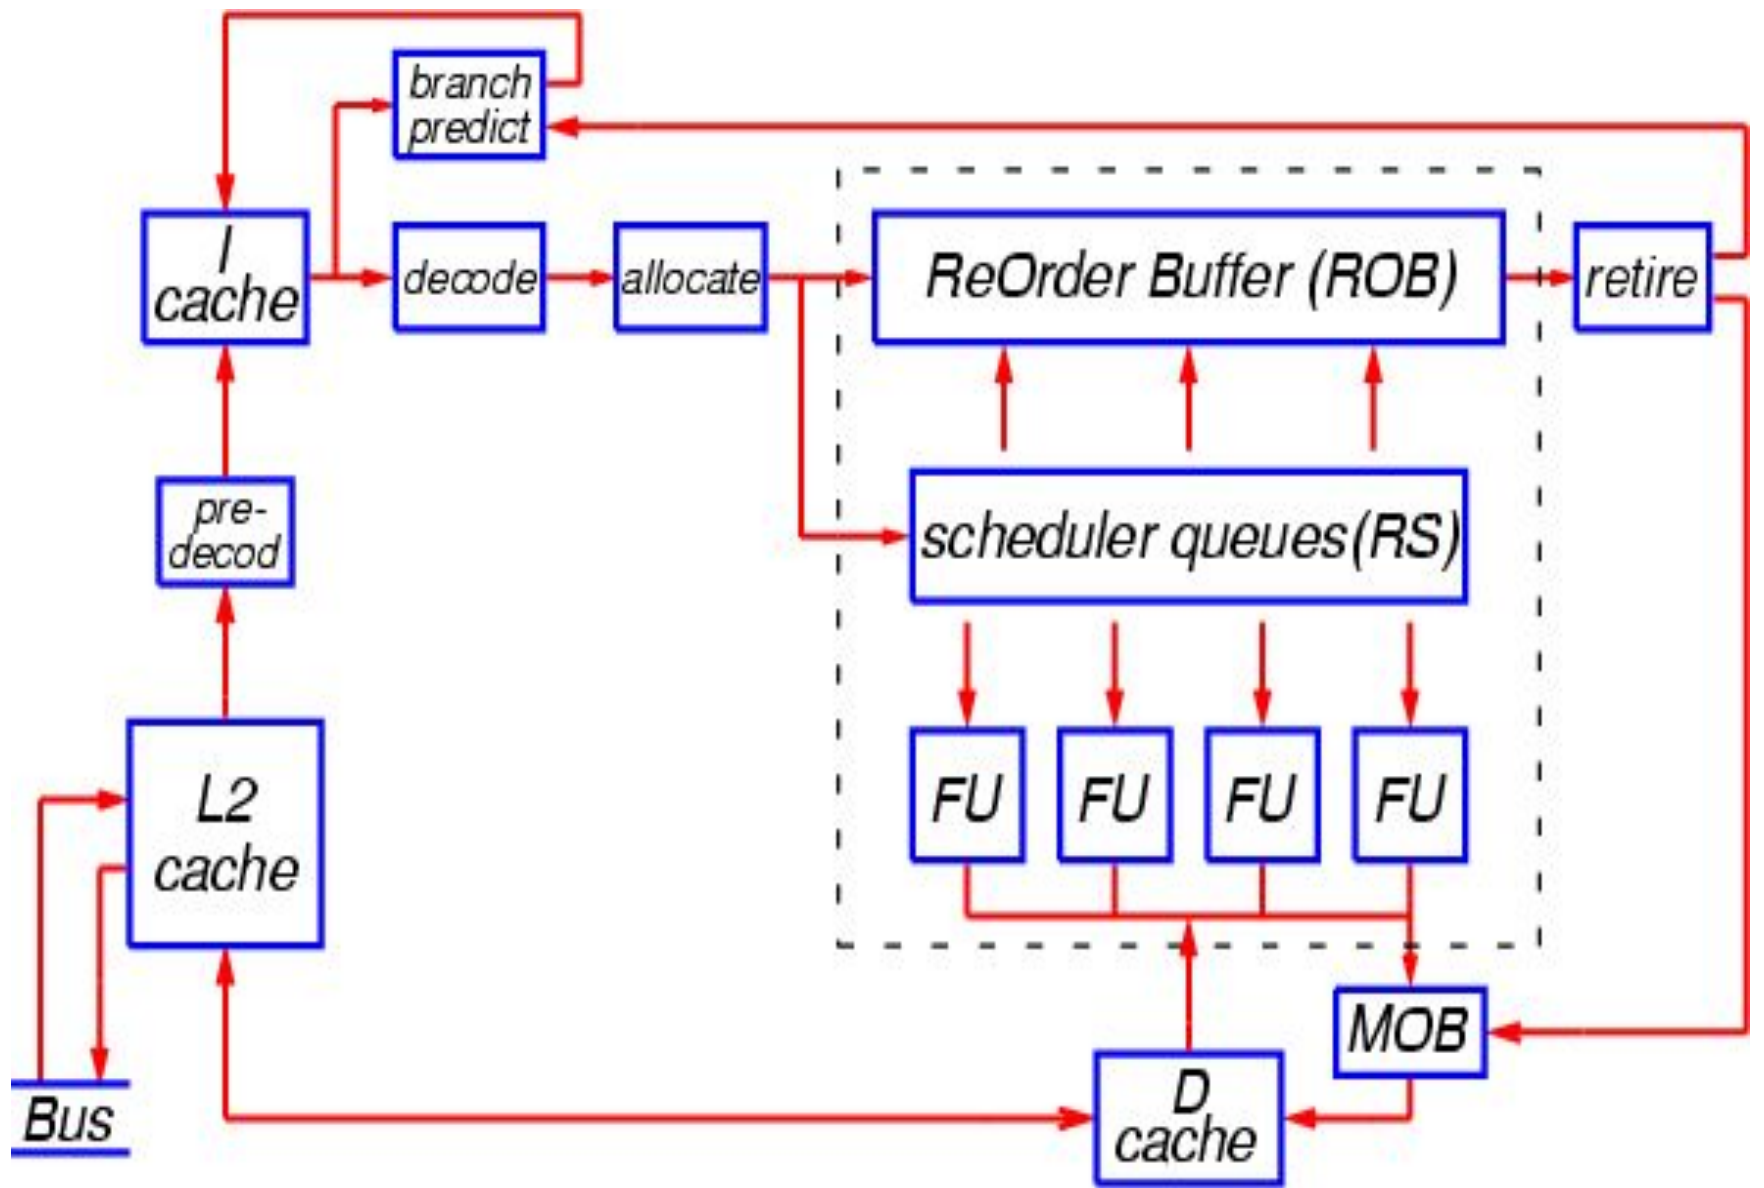 branch
predict
I
cache
decode
allocate
ReOrder Buffer (ROB)
retire
pre-
decod
scheduler queues(RS)
L2
cache
FU
FU
FU
FU
MOB
D
cache
Bus